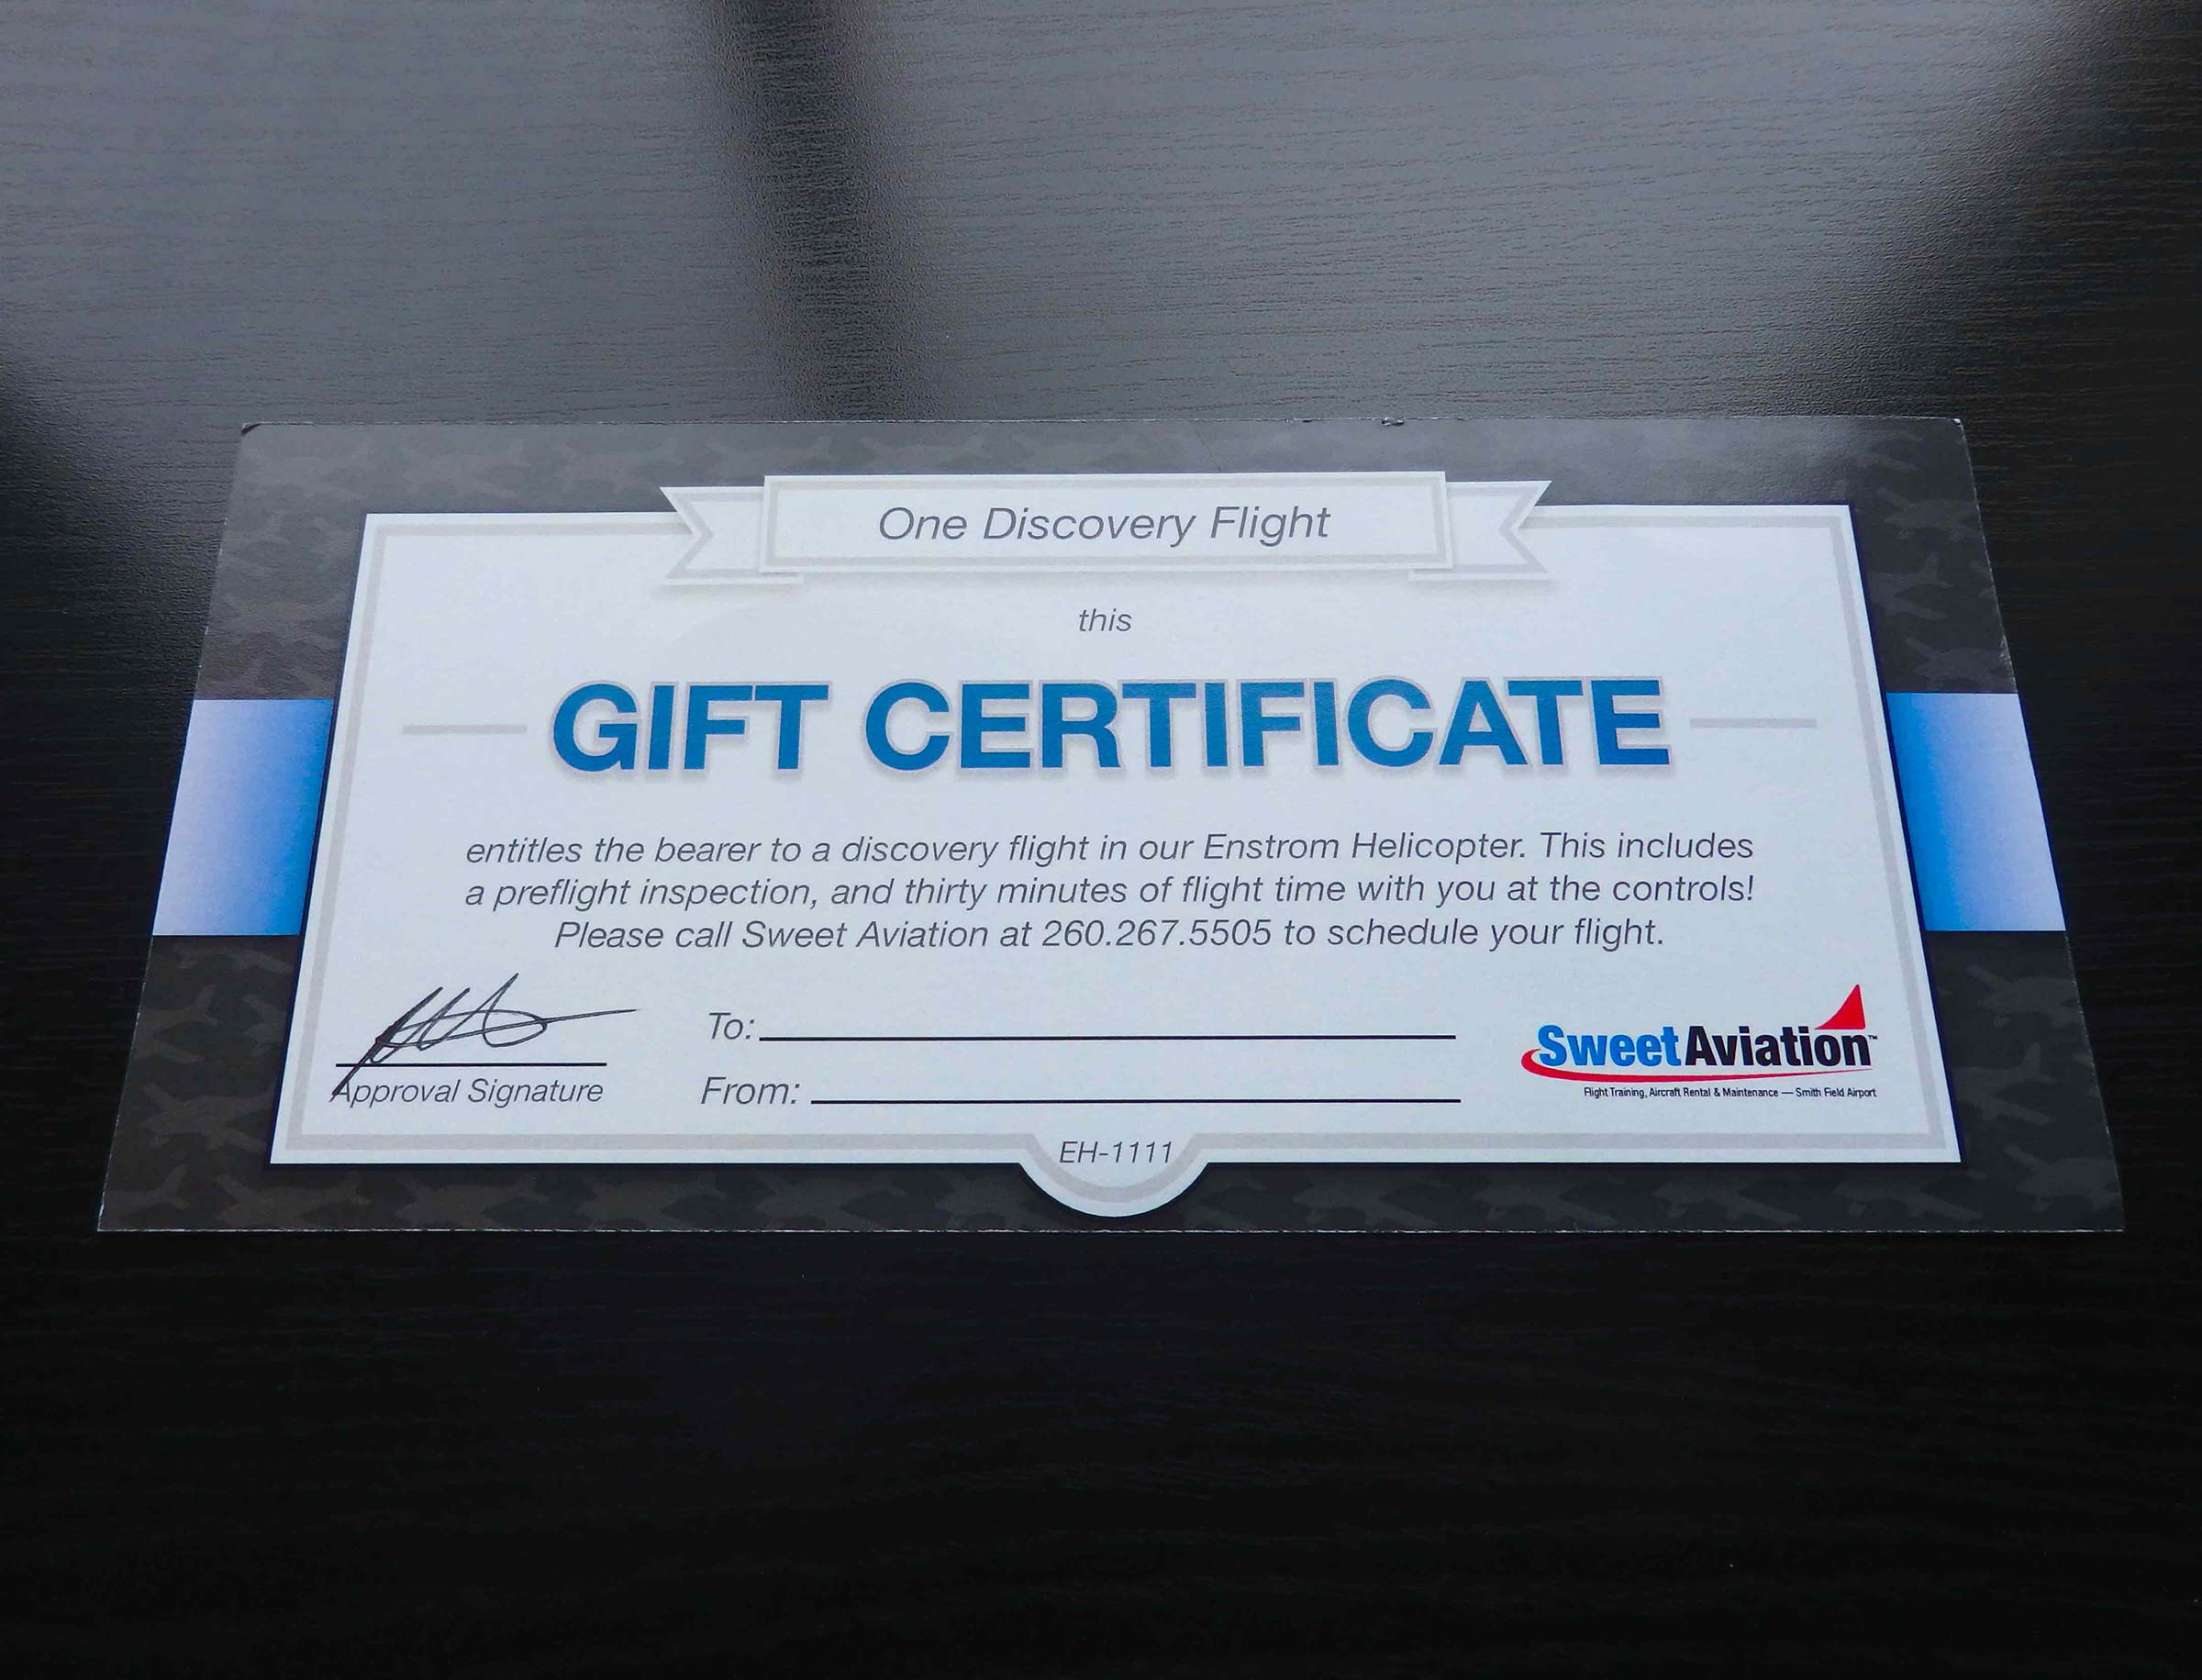 One Discovery Flight
this
GIFT CERTIFICATE
entitles the bearer to a discovery flight in our Enstrom Helicopter. This includes
a preflight inspection, and thirty minutes of flight time with you at the controls!
Please call Sweet Aviation at 260.267.5505 to schedule your flight.
Approval Signature
To:
From:
SweetAviation™
Flight Training, Aircraft Rental & Maintenance — Smith Field Airport
EH-1111